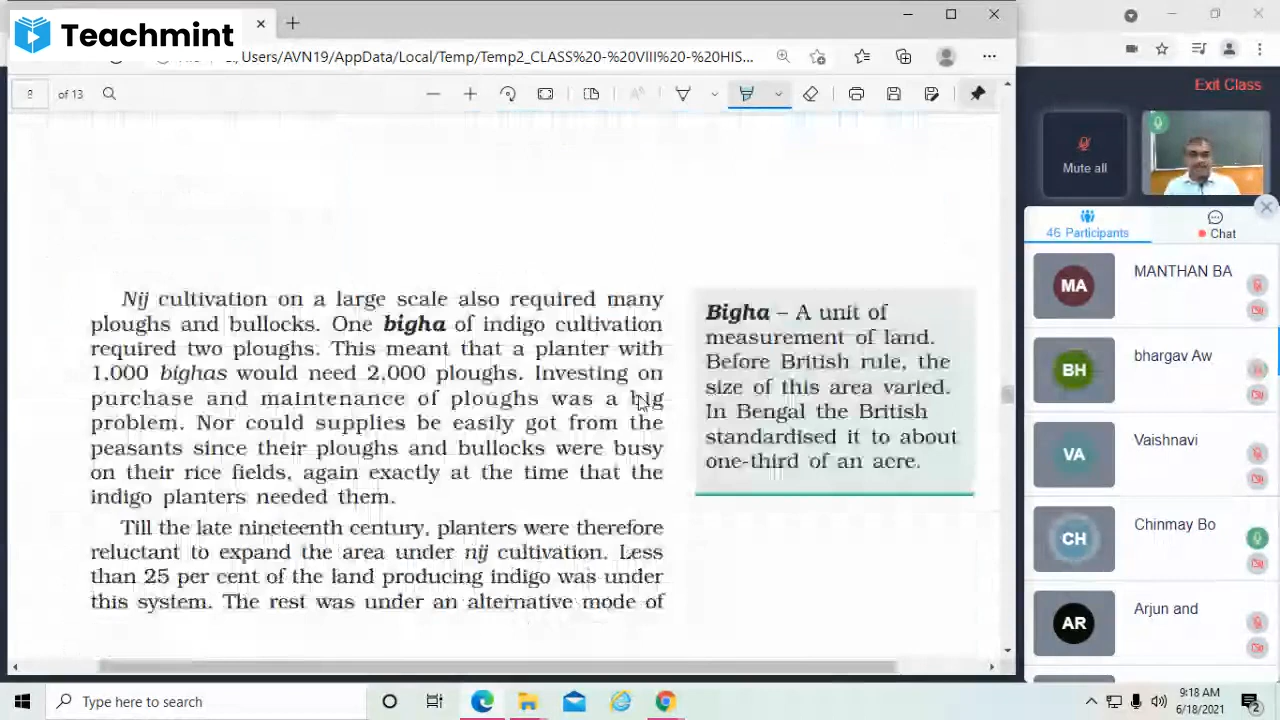 Teachmint
Users/AVN19/AppData/Local/Temp/Temp2_CLASS%20-%20VIII%20-%20HIS...
8 of 13
Exit Class
Mute all
46 Participants
Chat
MA MANTHAN BA
BH bhargav Aw
VA Vaishnavi
CH Chinmay Bo
AR Arjun and
Nij cultivation on a large scale also required many
ploughs and bullocks. One bigha of indigo cultivation
required two ploughs. This meant that a planter with
1,000 bighas would need 2,000 ploughs. Investing on
purchase and maintenance of ploughs was a big
problem. Nor could supplies be easily got from the
peasants since their ploughs and bullocks were busy
on their rice fields, again exactly at the time that the
indigo planters needed them.
Till the late nineteenth century, planters were therefore
reluctant to expand the area under nij cultivation. Less
than 25 per cent of the land producing indigo was under
this system. The rest was under an alternative mode of
Bigha – A unit of
measurement of land.
Before British rule, the
size of this area varied.
In Bengal the British
standardised it to about
one-third of an acre.
Type here to search
9:18 AM
6/18/2021
2